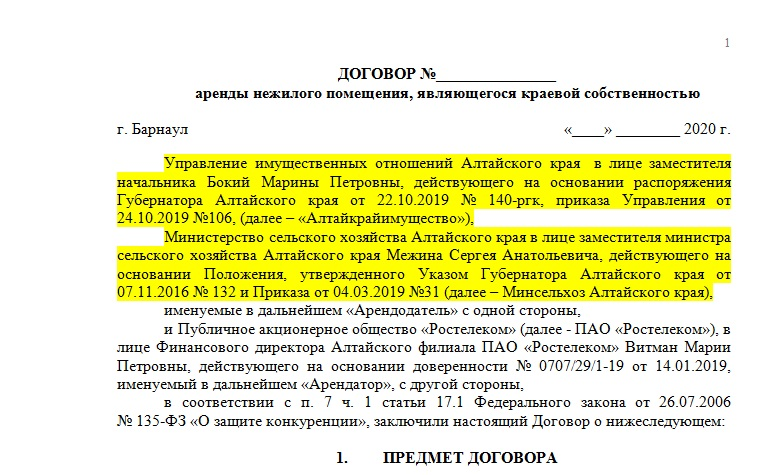 1
ДОГОВОР №_______________
аренды нежилого помещения, являющегося краевой собственностью
г. Барнаул «____» ________ 2020 г.
Управление имущественных отношений Алтайского края в лице заместителя
начальника Бокий Марины Петровны, действующего на основании распоряжения
Губернатора Алтайского края от 22.10.2019 № 140-ргк, приказа Управления от
24.10.2019 №106, (далее – «Алтайкрайимущество»),
Министерство сельского хозяйства Алтайского края в лице заместителя министра
сельского хозяйства Алтайского края Межина Сергея Анатольевича, действующего на
основании Положения, утвержденного Указом Губернатора Алтайского края от
07.11.2016 № 132 и Приказа от 04.03.2019 №31 (далее – Минсельхоз Алтайского края),
именуемые в дальнейшем «Арендодатель» с одной стороны,
и Публичное акционерное общество «Ростелеком» (далее - ПАО «Ростелеком»), в
лице Финансового директора Алтайского филиала ПАО «Ростелеком» Витман Марии
Петровны, действующего на основании доверенности № 0707/29/1-19 от 14.01.2019,
именуемый в дальнейшем «Арендатор», с другой стороны,
в соответствии с п. 7 ч. 1 статьи 17.1 Федерального закона от 26.07.2006
№ 135-ФЗ «О защите конкуренции», заключили настоящий Договор о нижеследующем:
1. ПРЕДМЕТ ДОГОВОРА